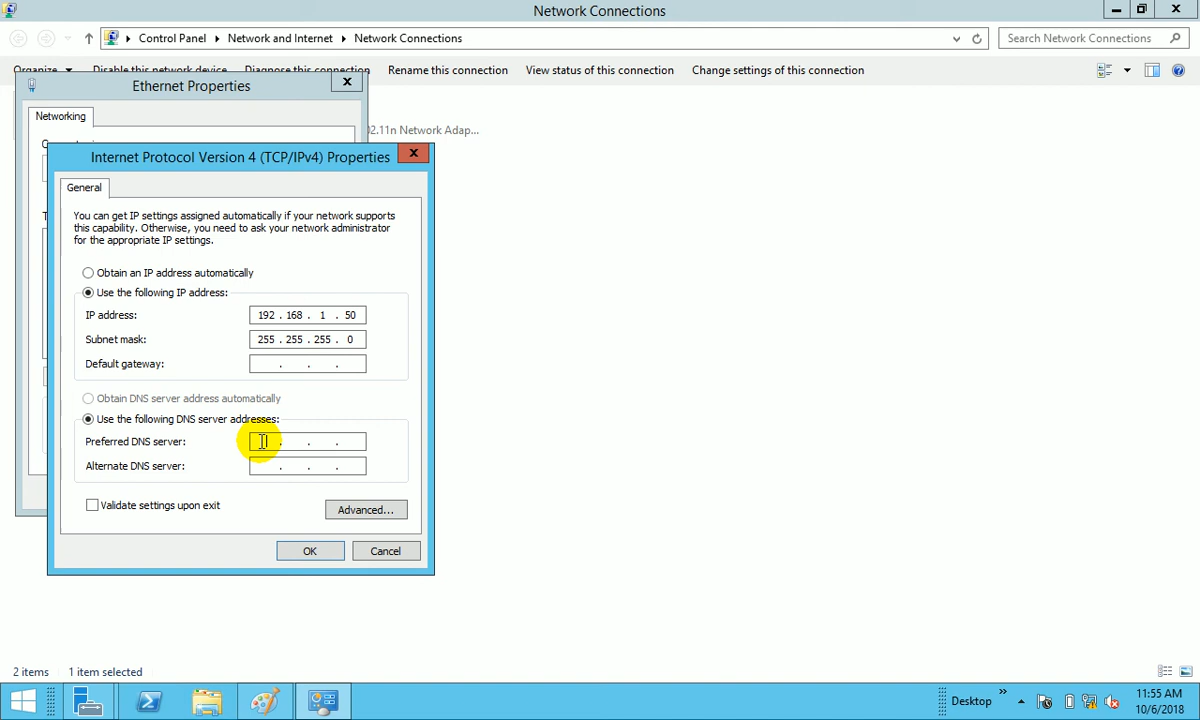 Network Connections
Control Panel Network and Internet Network Connections
Search Network Connections
Organize Disable this network device Diagnose this connection Rename this connection View status of this connection Change settings of this connection
Ethernet Properties
Networking
02.11n Network Adap...
Internet Protocol Version 4 (TCP/IPv4) Properties
General
You can get IP settings assigned automatically if your network supports
this capability. Otherwise, you need to ask your network administrator
for the appropriate IP settings.
Obtain an IP address automatically
Use the following IP address:
IP address: 192 . 168 . 1 . 50
Subnet mask: 255 . 255 . 255 . 0
Default gateway: . . .
Obtain DNS server address automatically
Use the following DNS server addresses:
Preferred DNS server: . . .
Alternate DNS server: . . .
Validate settings upon exit
Advanced...
OK Cancel
2 items 1 item selected
Desktop
11:55 AM
10/6/2018